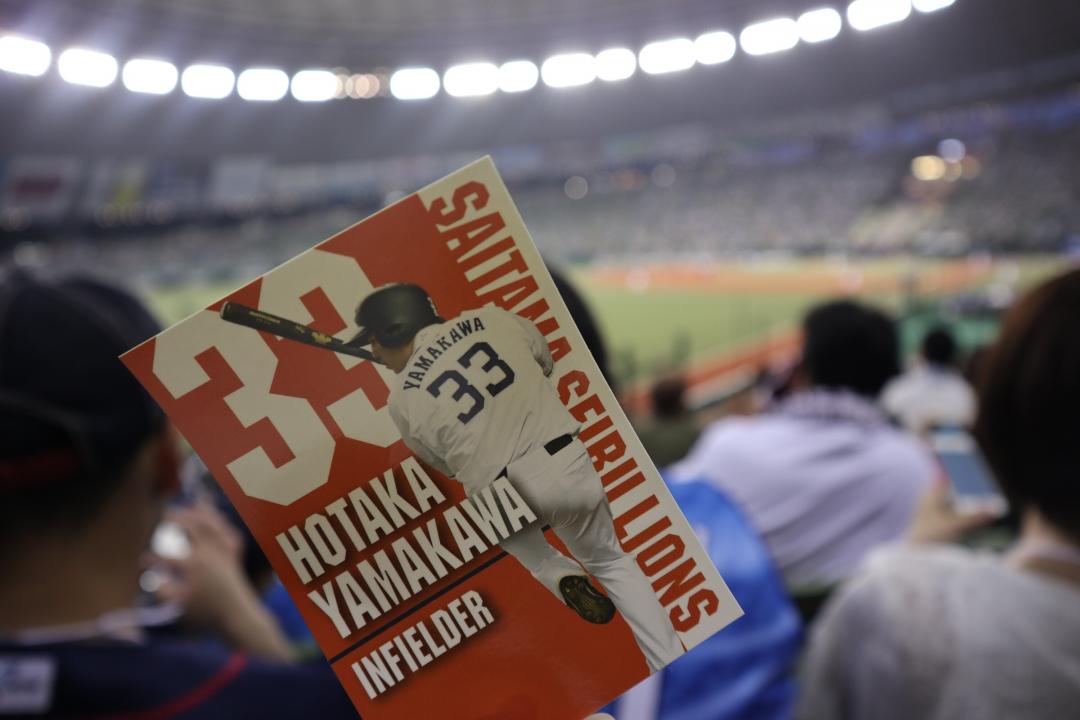 33
SAITAMA SEIBU LIONS
YAMAKAWA
33
HOTAKA
YAMAKAWA
INFIELDER